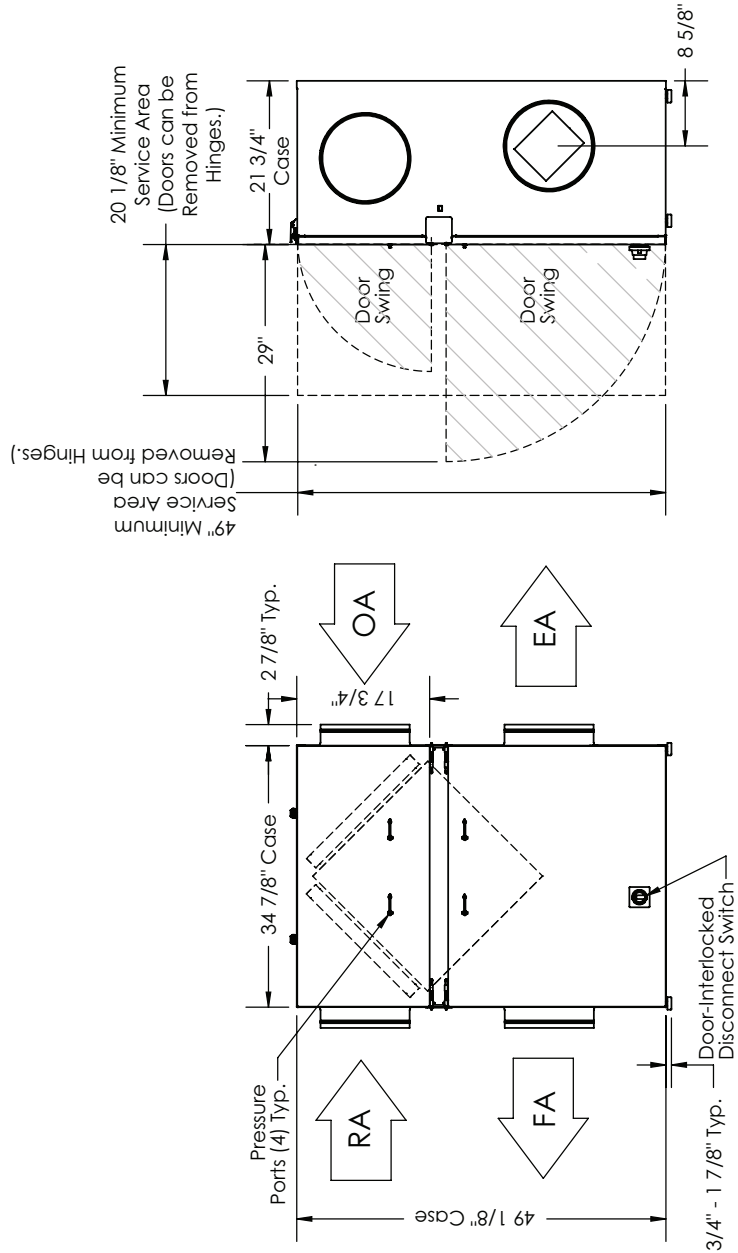 49" Minimum
Service Area
(Doors can be
Removed from Hinges.)
29"
20 1/8" Minimum
Service Area
(Doors can be
Removed from
Hinges.)
21 3/4"
Case
Door
Swing
Door
Swing
8 5/8"
RA
Pressure
Ports (4) Typ.
34 7/8" Case
2 7/8" Typ.
OA
17 3/4"
EA
FA
49 1/8" Case
3/4" - 1 7/8" Typ.
Door-Interlocked
Disconnect Switch